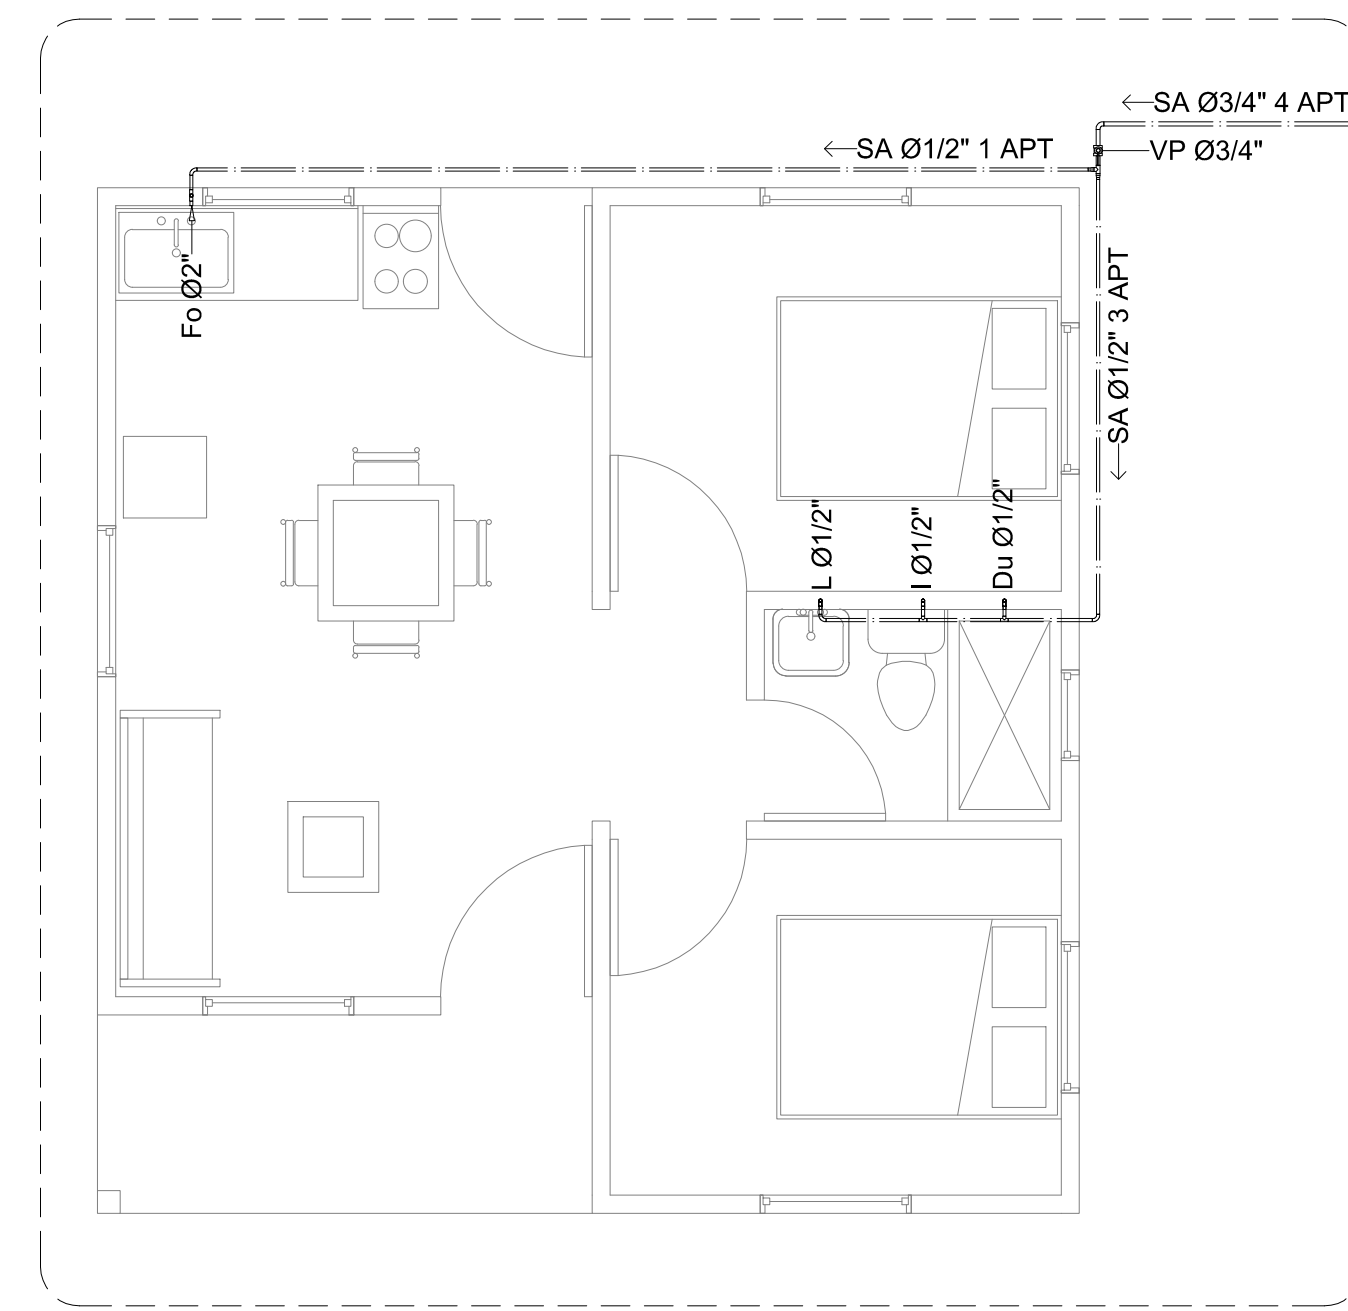 SA Ø3/4" 4 APT
SA Ø1/2" 1 APT
VP Ø3/4"
Fo Ø2"
SA Ø1/2" 3 APT
L Ø1/2"
I Ø1/2"
Du Ø1/2"